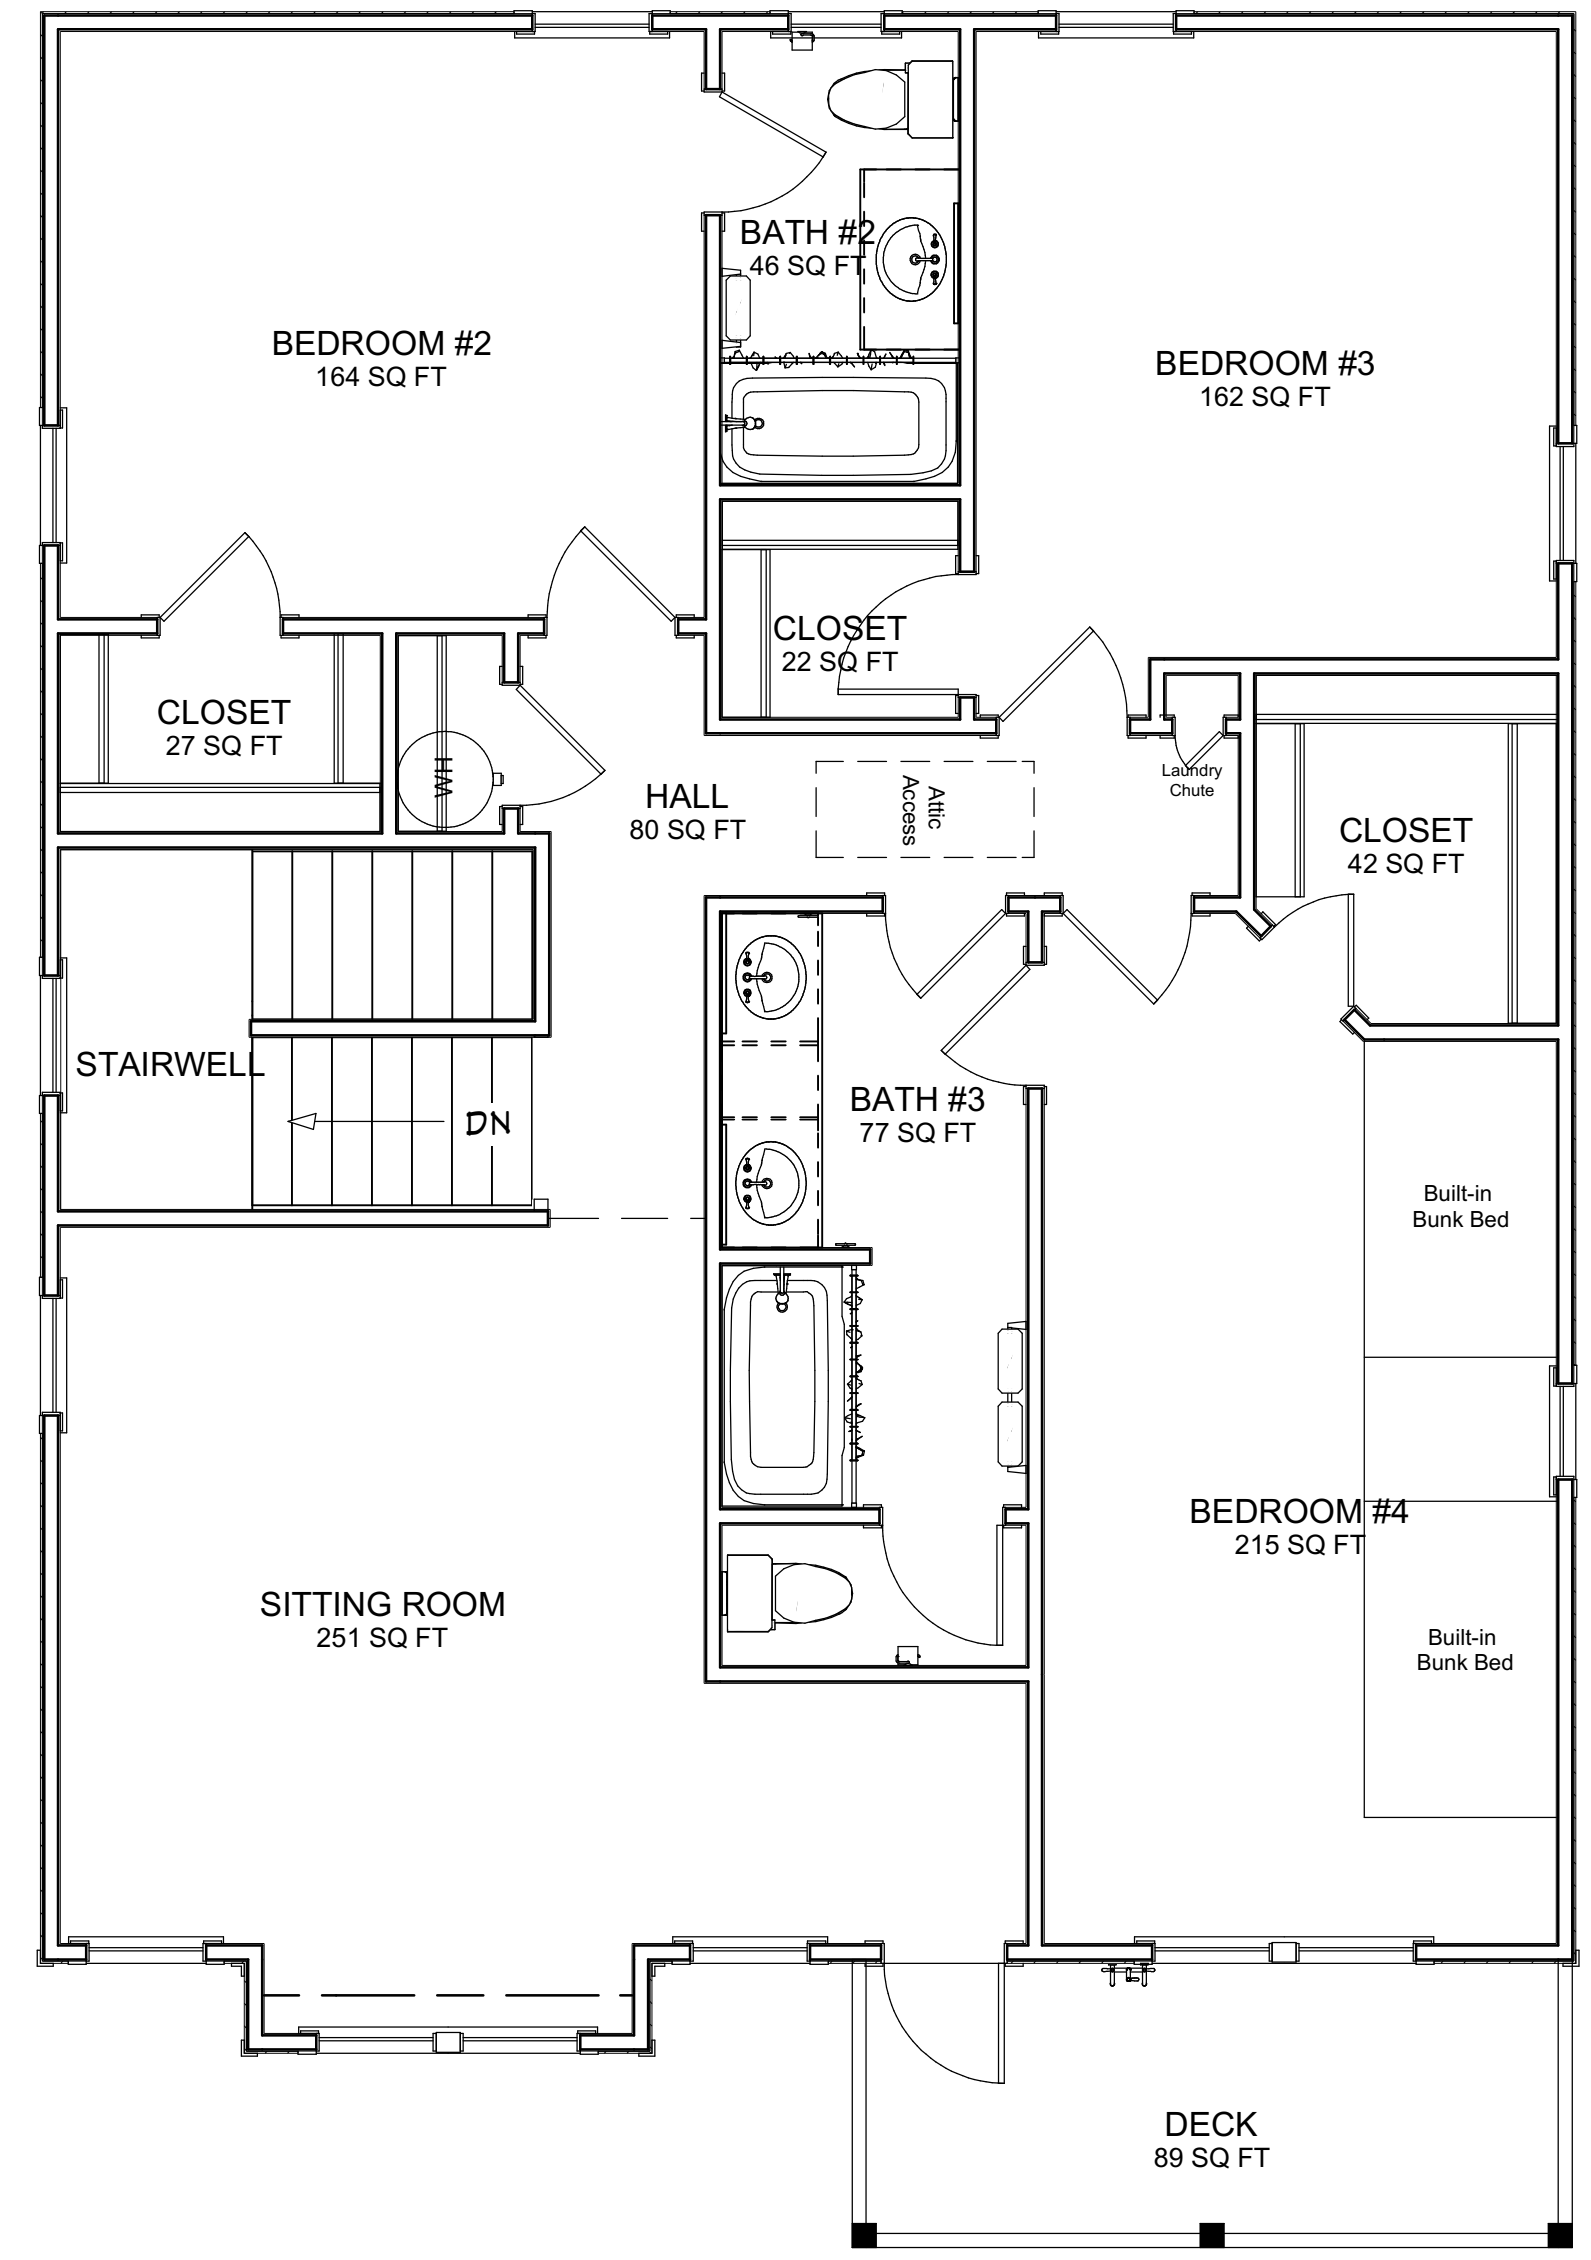 BATH #2
46 SQ FT
BEDROOM #2
164 SQ FT
BEDROOM #3
162 SQ FT
CLOSET
22 SQ FT
CLOSET
27 SQ FT
WH
HALL
80 SQ FT
Attic
Access
Laundry
Chute
CLOSET
42 SQ FT
STAIRWELL
DN
BATH #3
77 SQ FT
Built-in
Bunk Bed
BEDROOM #4
215 SQ FT
SITTING ROOM
251 SQ FT
Built-in
Bunk Bed
DECK
89 SQ FT